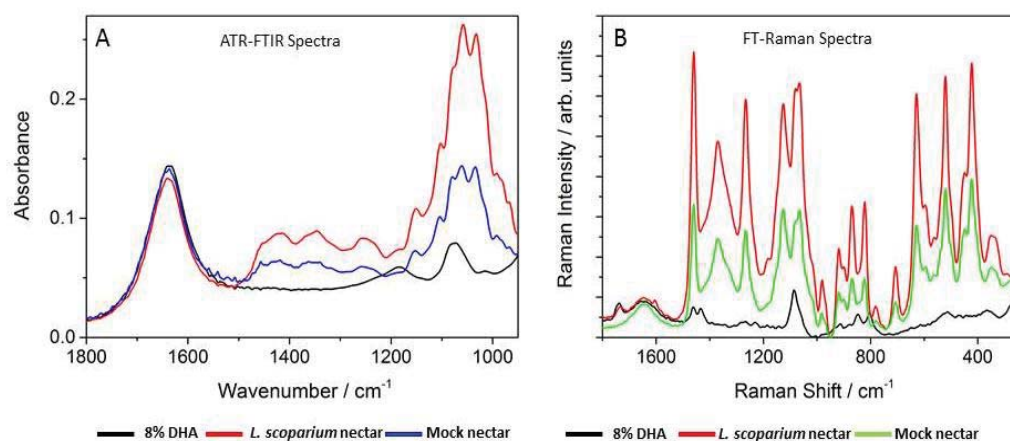 A
ATR-FTIR Spectra
0.2
0.1
0.0
Absorbance
1800 1600 1400 1200 1000
Wavenumber / cm-1
8% DHA L. scoparium nectar Mock nectar
B
FT-Raman Spectra
Raman Intensity / arb. units
1600 1200 800 400
Raman Shift / cm-1
8% DHA L. scoparium nectar Mock nectar